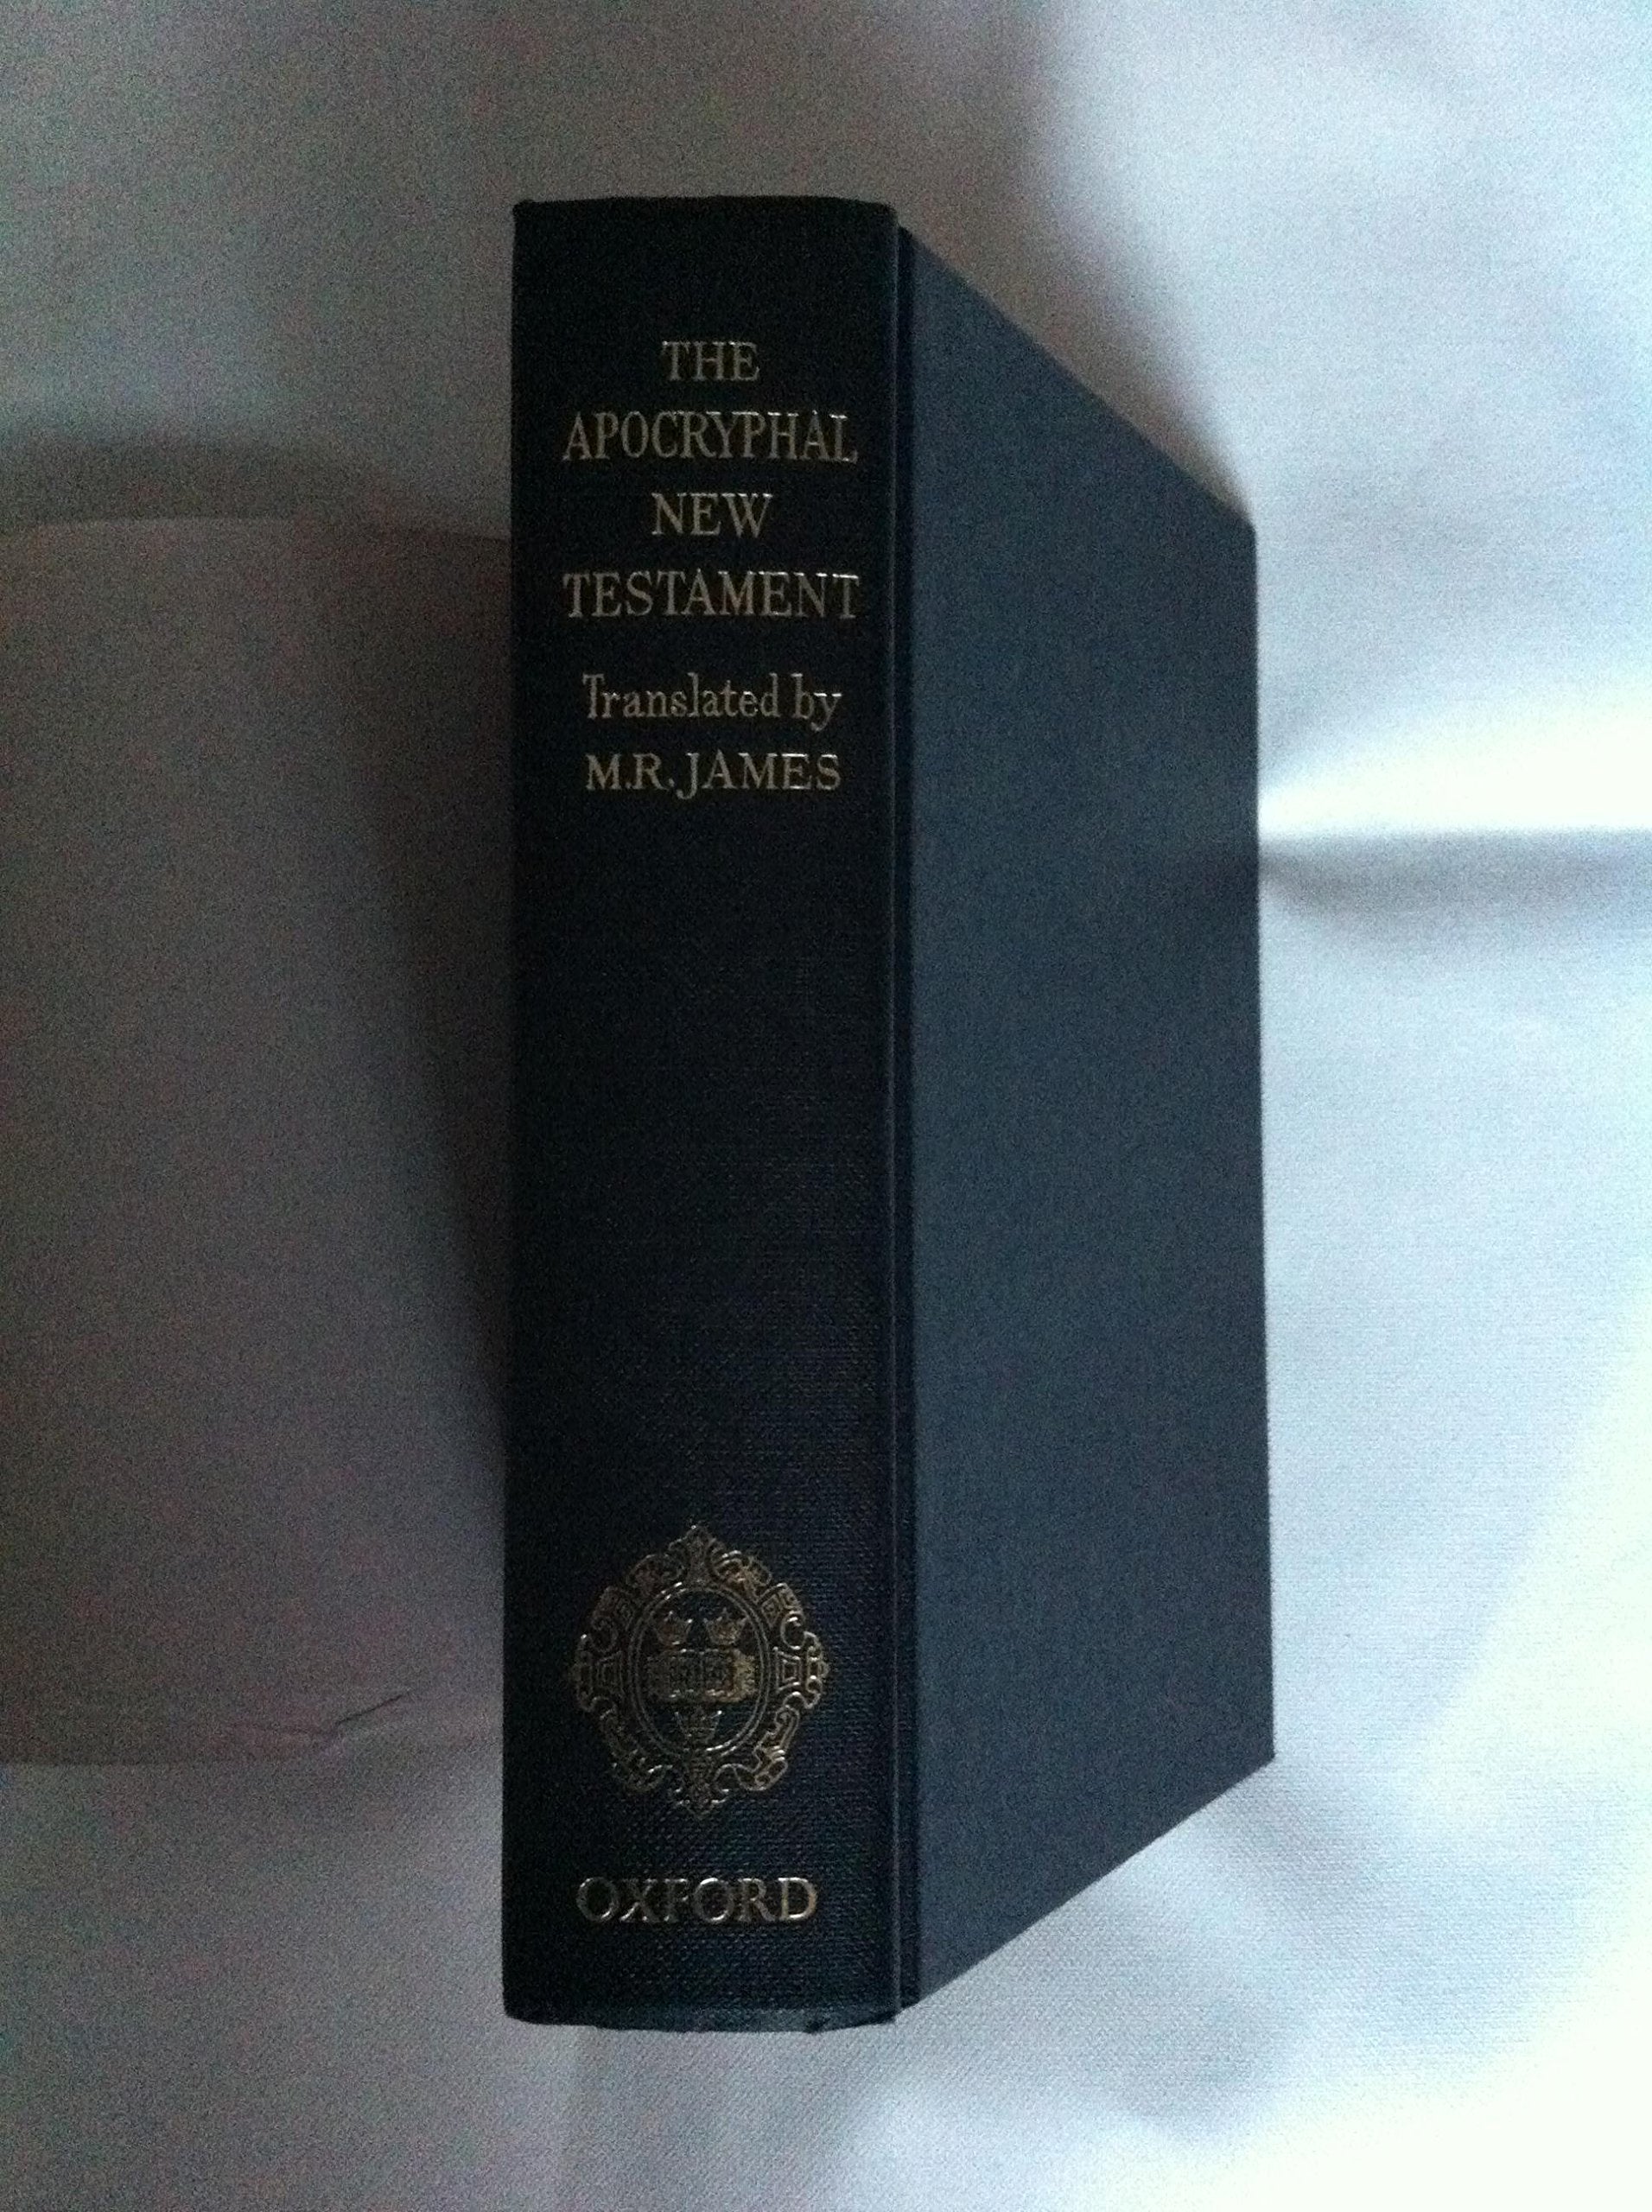 THE
APOCRYPHAL
NEW
TESTAMENT
Translated by
M.R. JAMES
OXFORD